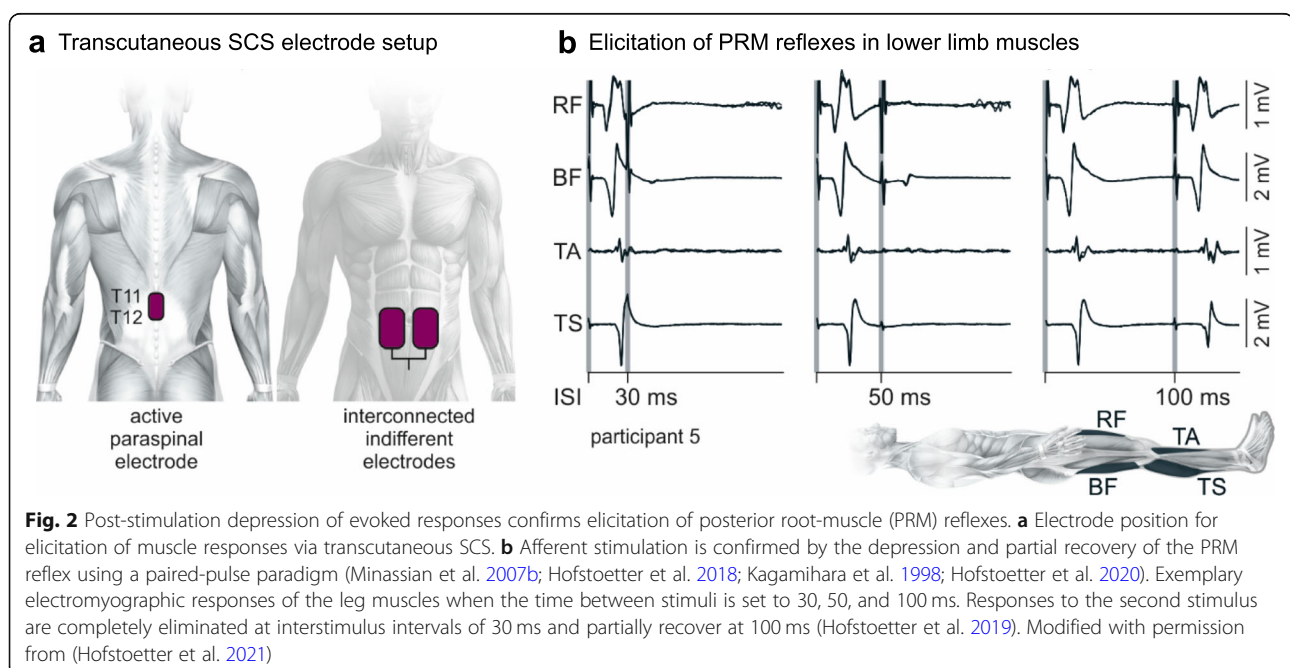 a Transcutaneous SCS electrode setup
T11
T12
active
paraspinal
electrode
interconnected
indifferent
electrodes
b Elicitation of PRM reflexes in lower limb muscles
RF
1 mV
BF
2 mV
TA
1 mV
TS
2 mV
ISI 30 ms 50 ms 100 ms
participant 5
RF
TA
BF
TS
Fig. 2 Post-stimulation depression of evoked responses confirms elicitation of posterior root-muscle (PRM) reflexes. a Electrode position for
elicitation of muscle responses via transcutaneous SCS. b Afferent stimulation is confirmed by the depression and partial recovery of the PRM
reflex using a paired-pulse paradigm (Minassian et al. 2007b; Hofstoetter et al. 2018; Kagamihara et al. 1998; Hofstoetter et al. 2020). Exemplary
electromyographic responses of the leg muscles when the time between stimuli is set to 30, 50, and 100 ms. Responses to the second stimulus
are completely eliminated at interstimulus intervals of 30 ms and partially recover at 100 ms (Hofstoetter et al. 2019). Modified with permission
from (Hofstoetter et al. 2021)